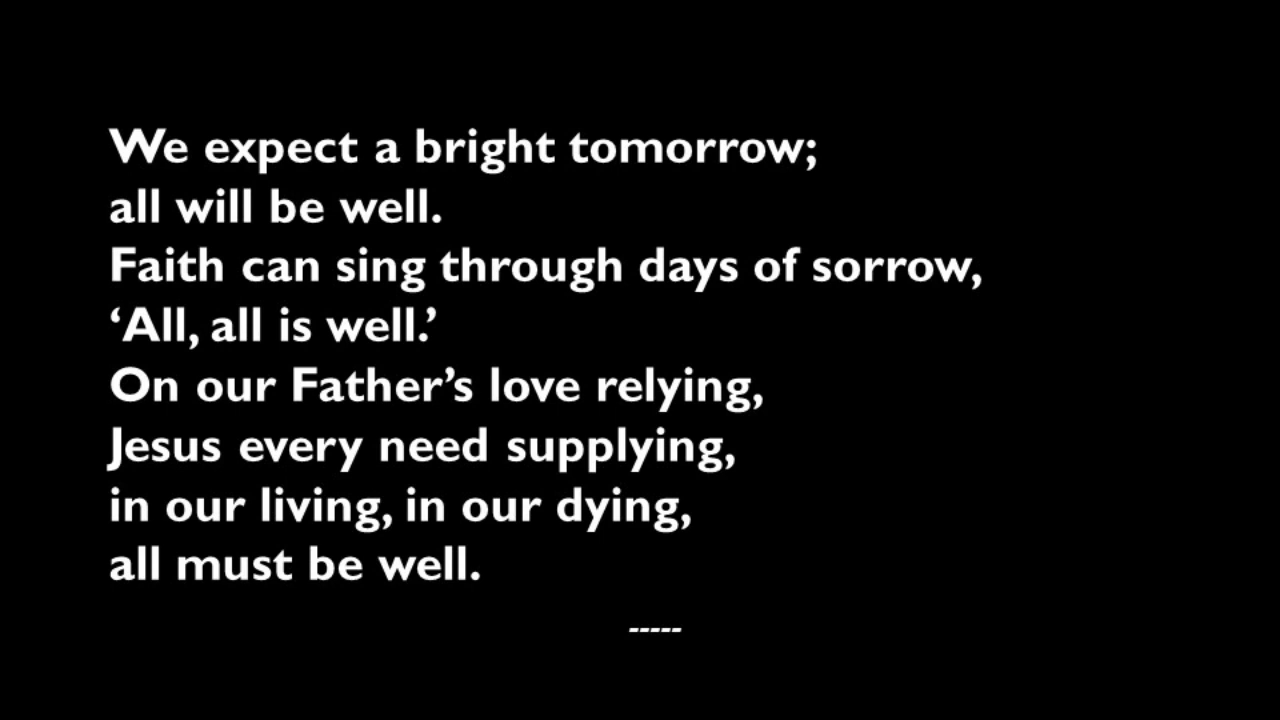 We expect a bright tomorrow;
all will be well.
Faith can sing through days of sorrow,
‘All, all is well.’
On our Father’s love relying,
Jesus every need supplying,
in our living, in our dying,
all must be well.
-----